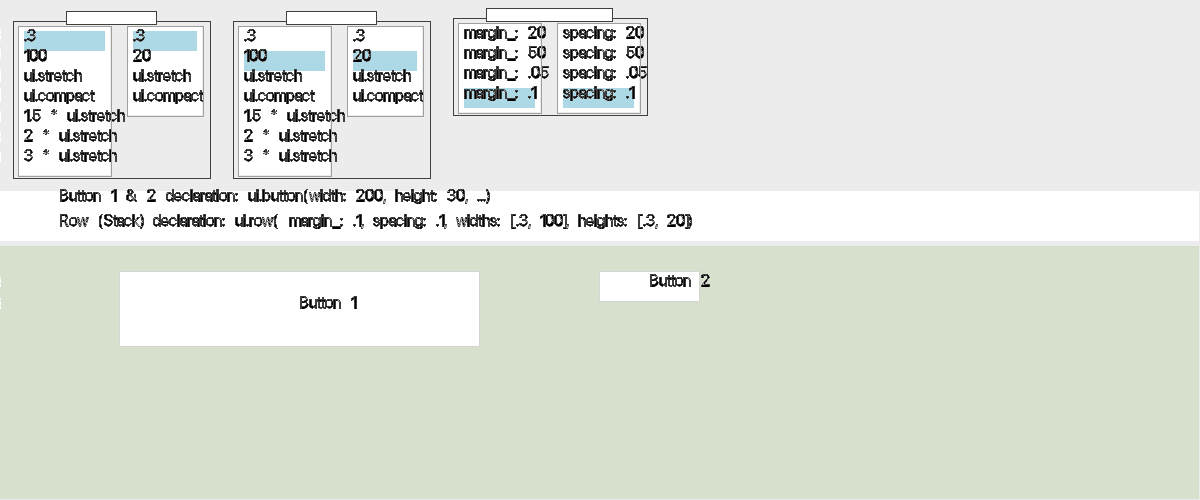 .3
100
ui.stretch
ui.compact
1.5 * ui.stretch
2 * ui.stretch
3 * ui.stretch
.3
20
ui.stretch
ui.compact
.3
100
ui.stretch
ui.compact
1.5 * ui.stretch
2 * ui.stretch
3 * ui.stretch
.3
20
ui.stretch
ui.compact
margin_: 20
margin_: 50
margin_: .05
margin_: .1
spacing: 20
spacing: 50
spacing: .05
spacing: .1
Button 1 & 2 declaration: ui.button(width: 200, height: 30, ...)
Row (Stack) declaration: ui.row( margin_: .1, spacing: .1, widths: [.3, 100], heights: [.3, 20])
Button 1
Button 2